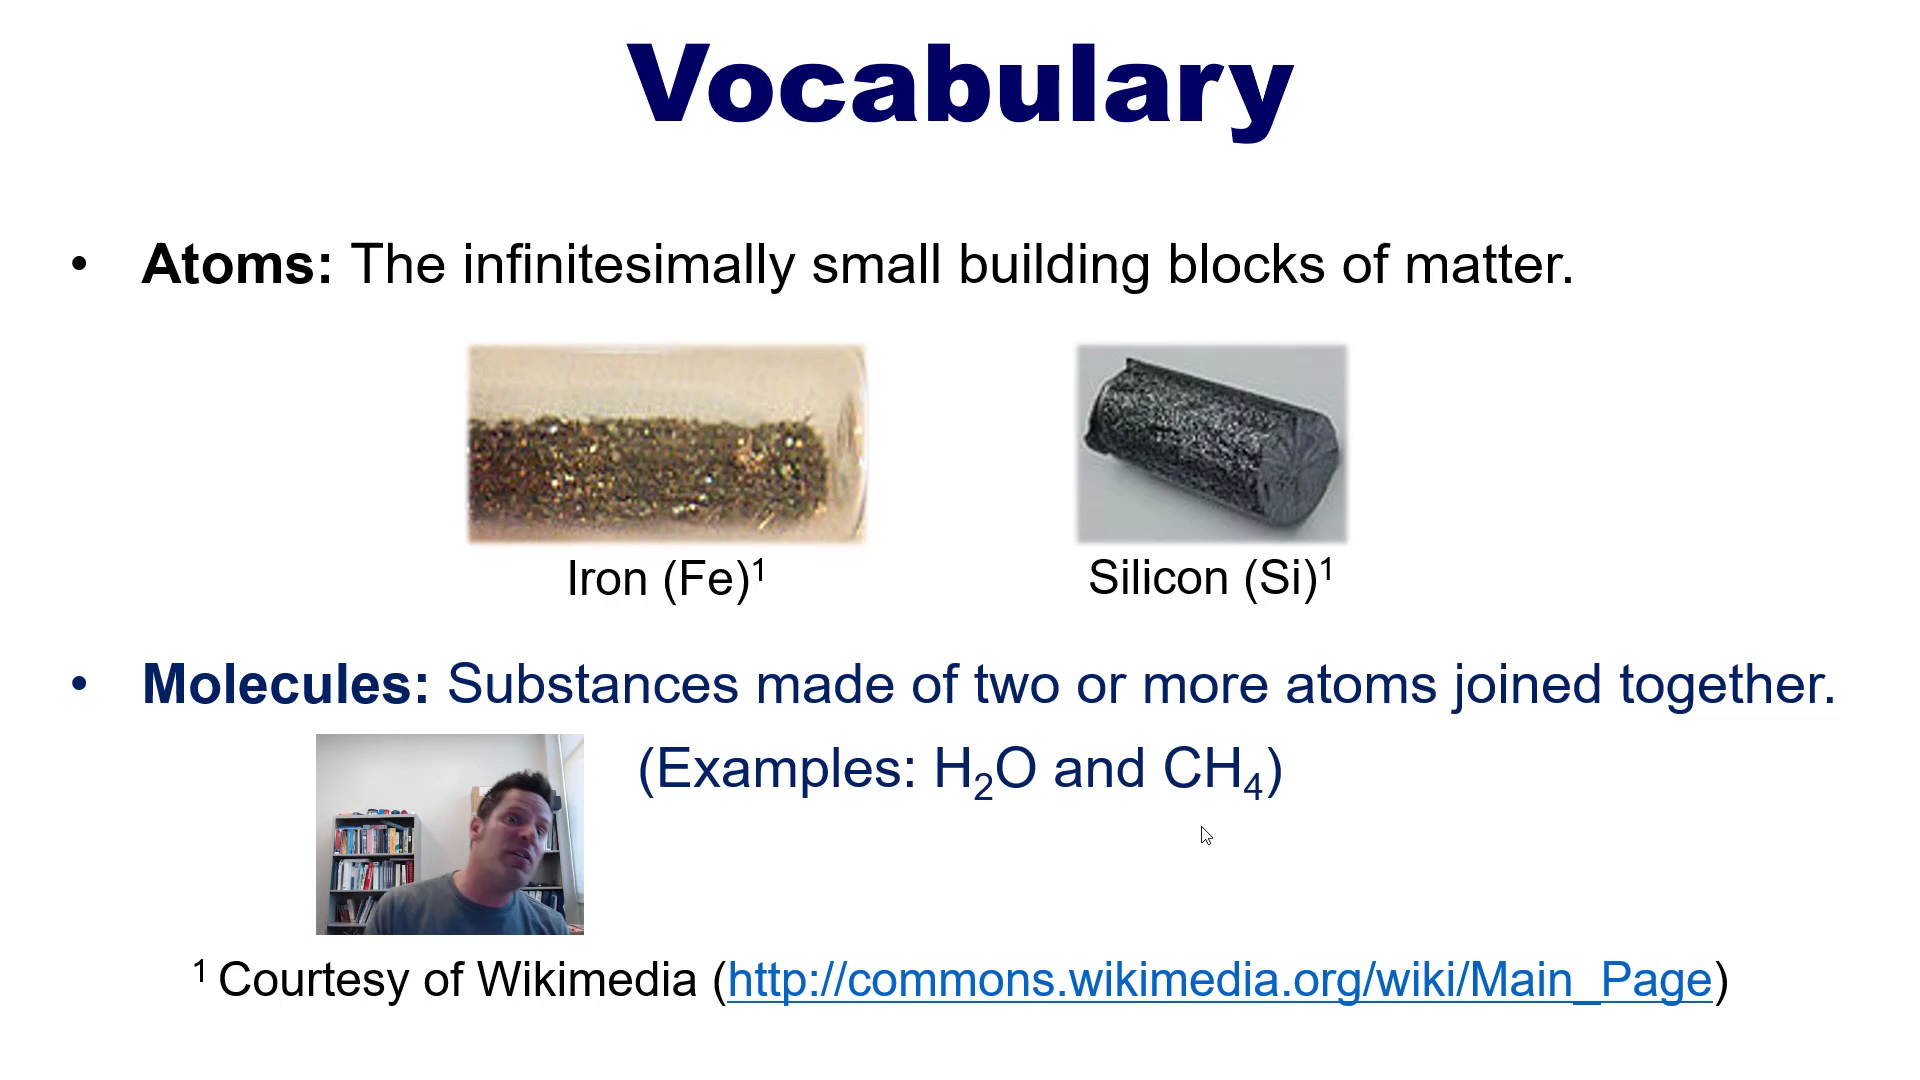 Vocabulary
• Atoms: The infinitesimally small building blocks of matter.
Iron (Fe)¹
Silicon (Si)¹
• Molecules: Substances made of two or more atoms joined together.
(Examples: H₂O and CH₄)
¹ Courtesy of Wikimedia (http://commons.wikimedia.org/wiki/Main_Page)